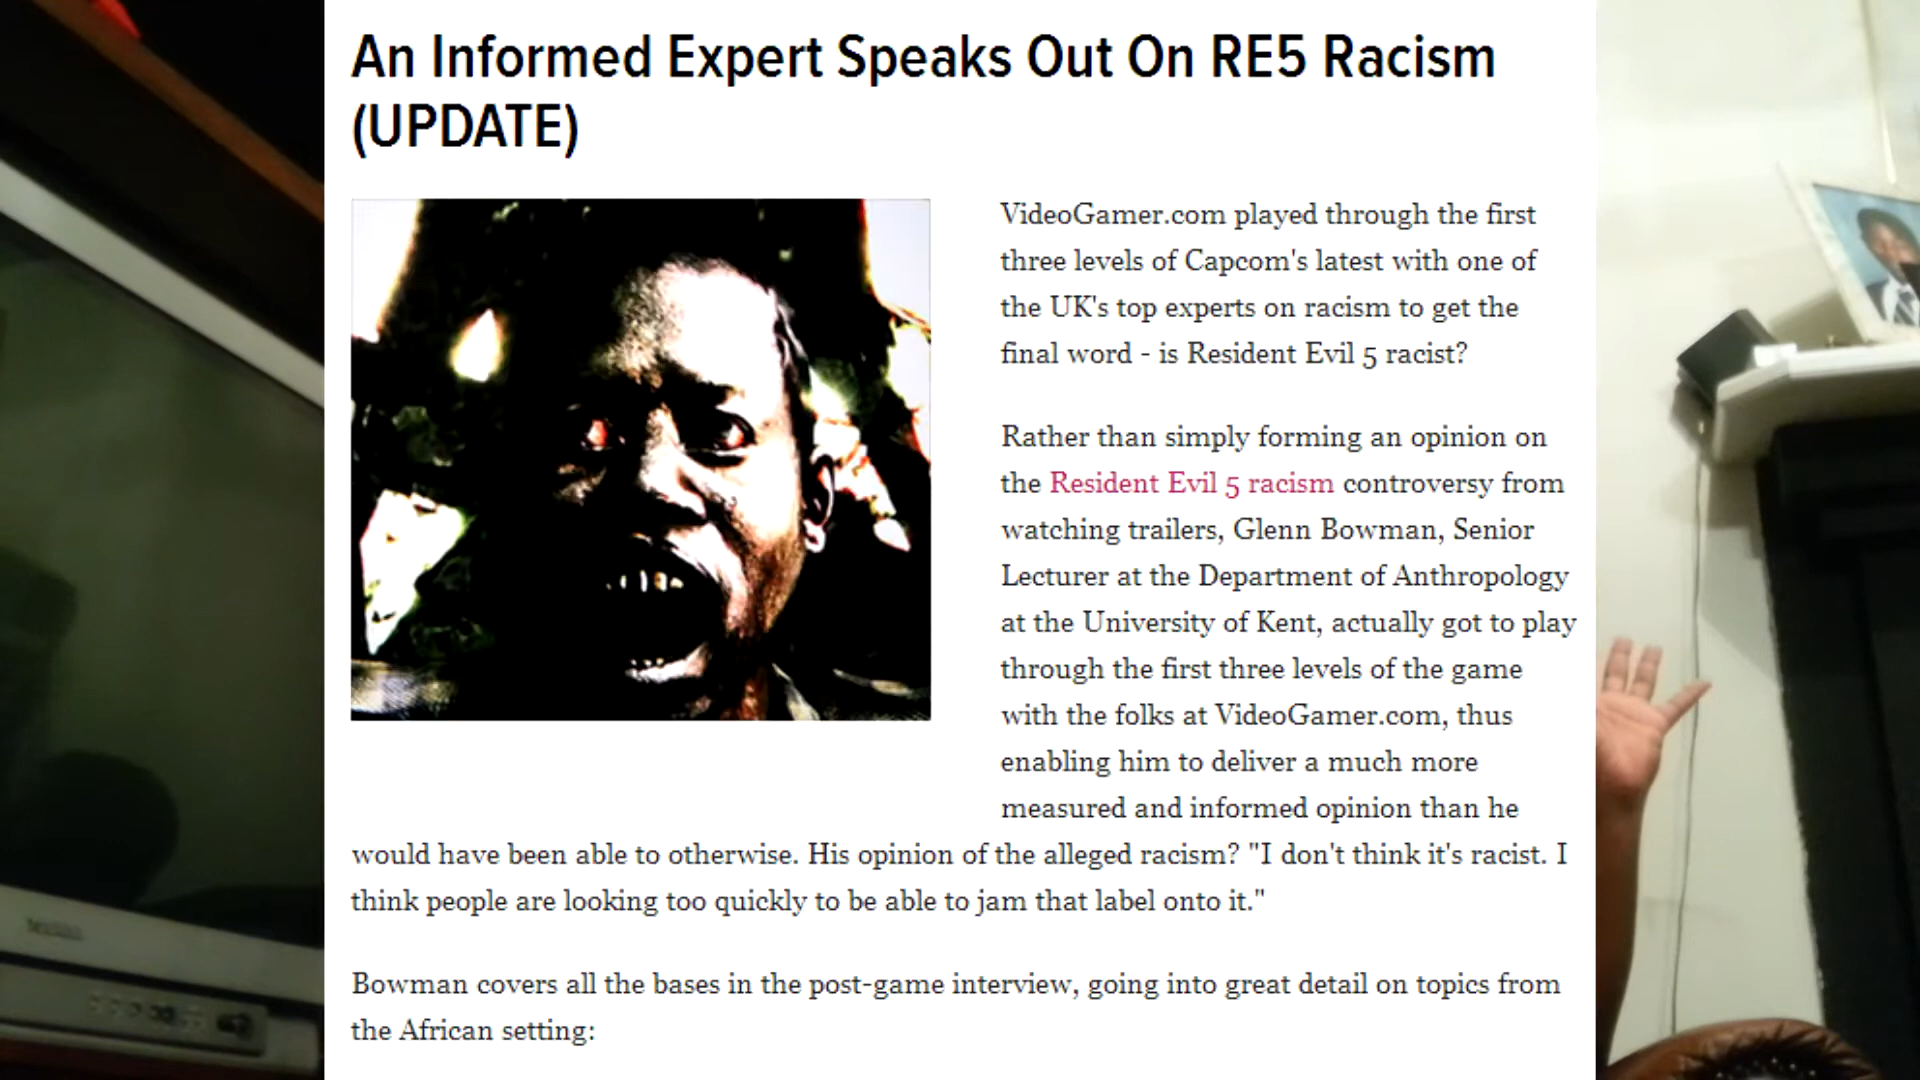 An Informed Expert Speaks Out On RE5 Racism
(UPDATE)
VideoGamer.com played through the first
three levels of Capcom's latest with one of
the UK's top experts on racism to get the
final word - is Resident Evil 5 racist?
Rather than simply forming an opinion on
the Resident Evil 5 racism controversy from
watching trailers, Glenn Bowman, Senior
Lecturer at the Department of Anthropology
at the University of Kent, actually got to play
through the first three levels of the game
with the folks at VideoGamer.com, thus
enabling him to deliver a much more
measured and informed opinion than he
would have been able to otherwise. His opinion of the alleged racism? "I don't think it's racist. I
think people are looking too quickly to be able to jam that label onto it."
Bowman covers all the bases in the post-game interview, going into great detail on topics from
the African setting: